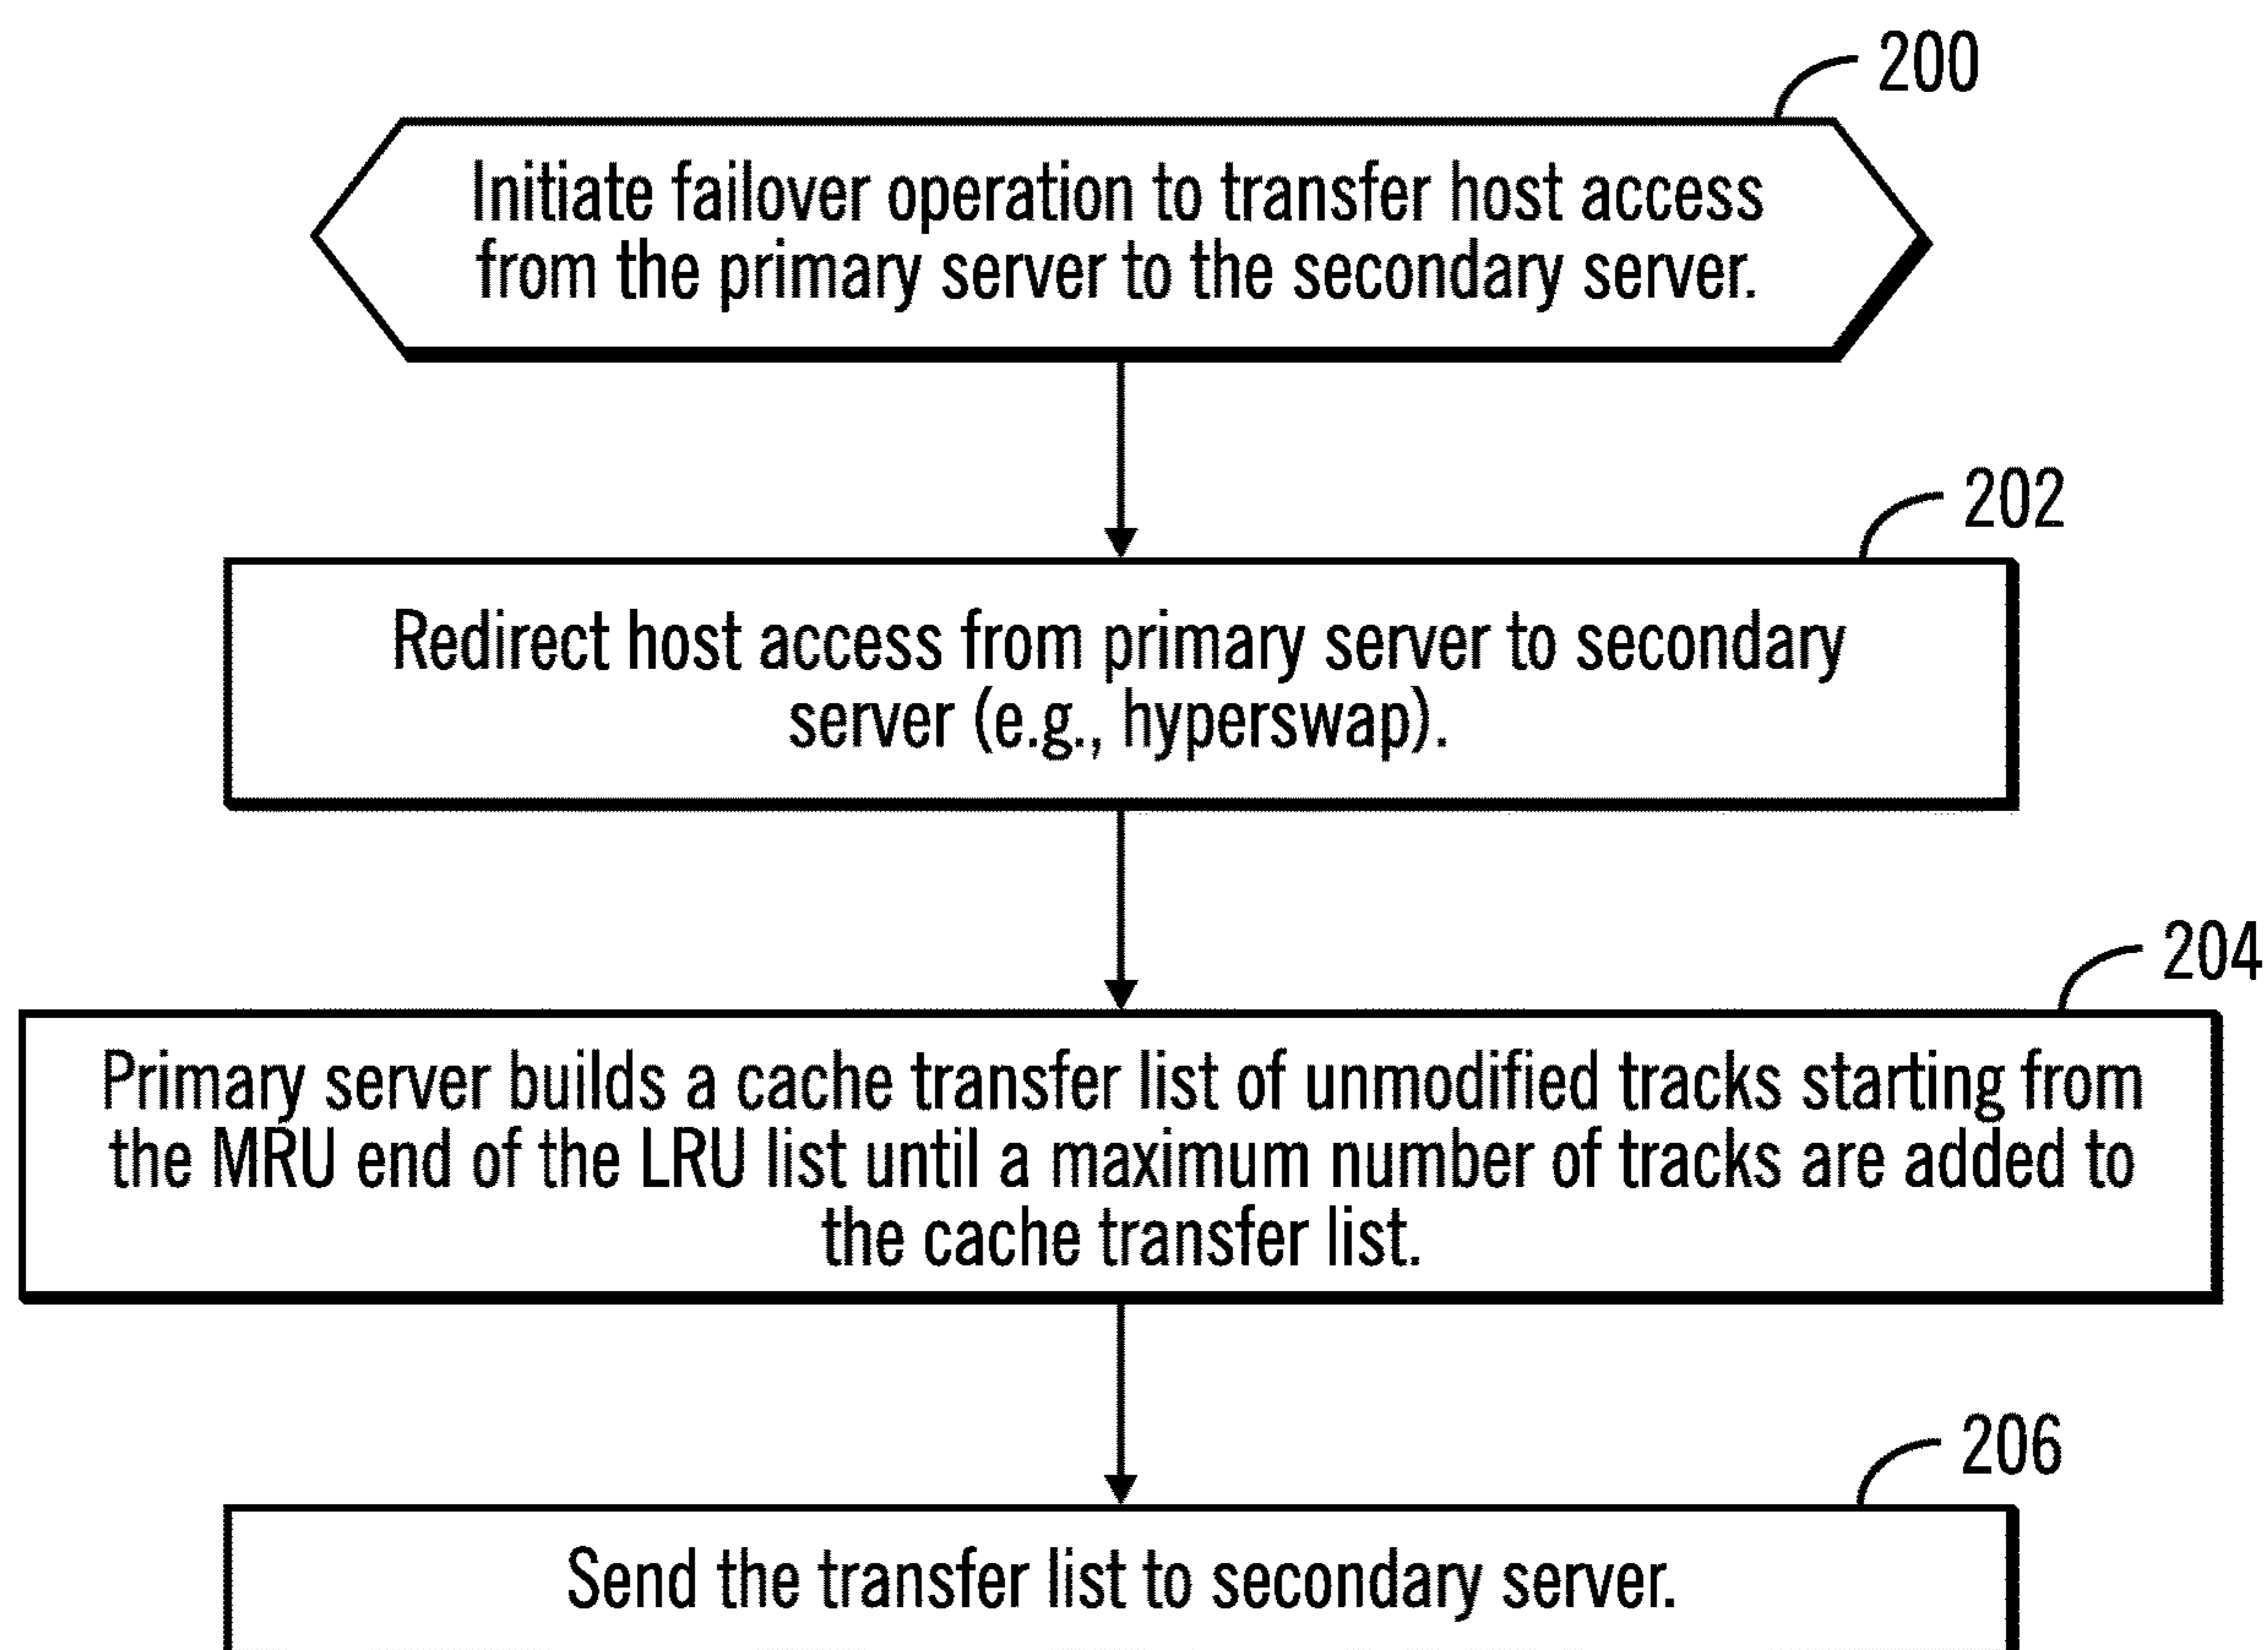 200
Initiate failover operation to transfer host access
from the primary server to the secondary server.
202
Redirect host access from primary server to secondary
server (e.g., hyperswap).
204
Primary server builds a cache transfer list of unmodified tracks starting from
the MRU end of the LRU list until a maximum number of tracks are added to
the cache transfer list.
206
Send the transfer list to secondary server.